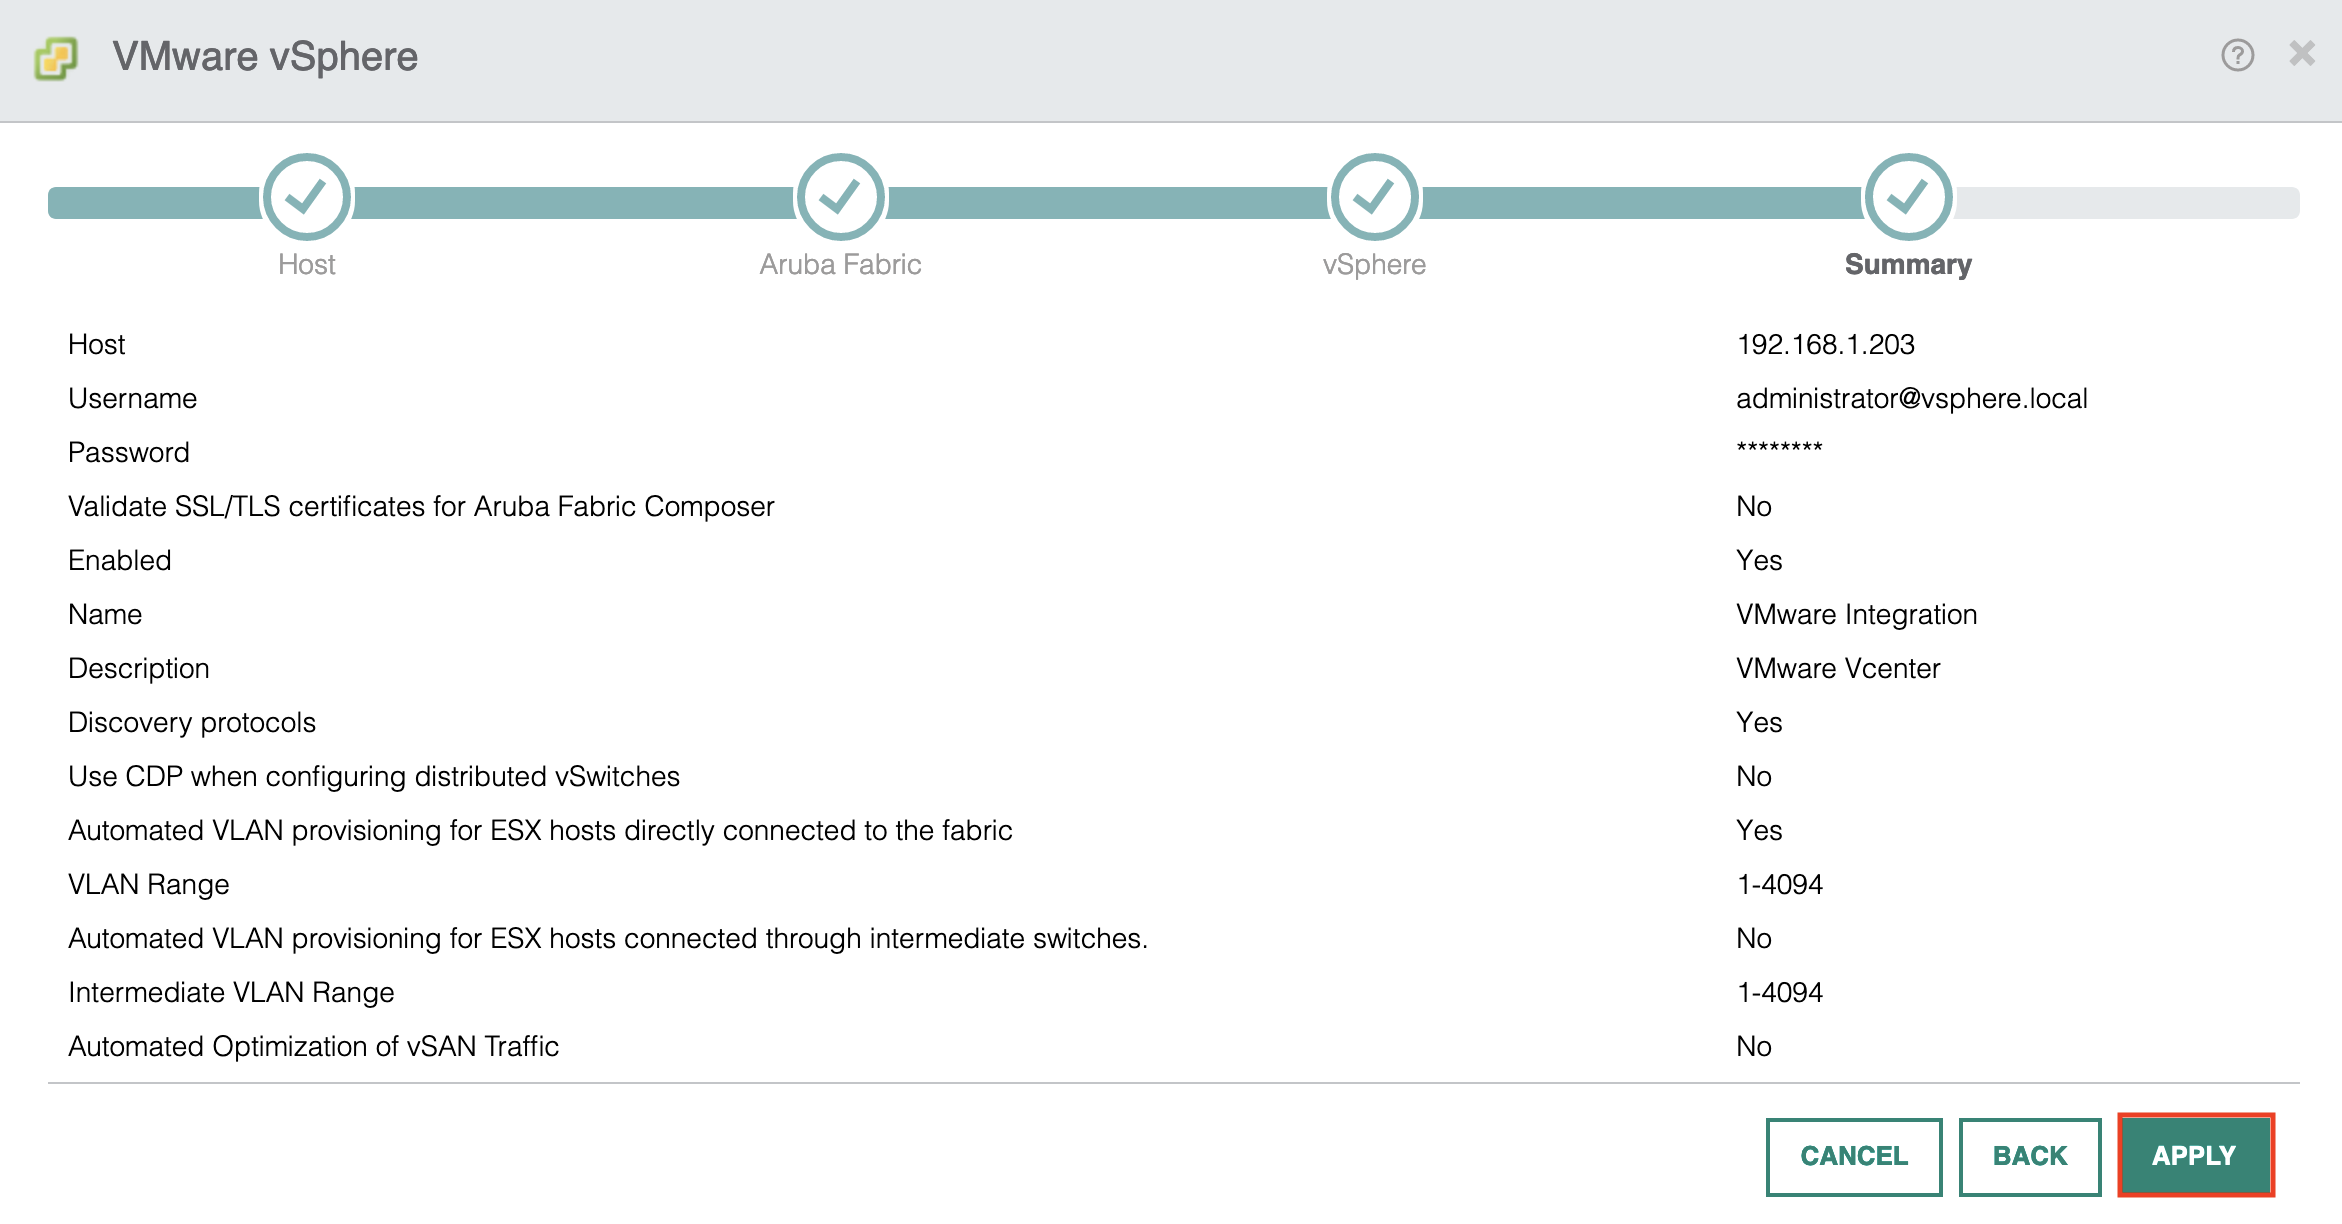 VMware vSphere
?
Host
Aruba Fabric
vSphere
Summary
Host 192.168.1.203
Username administrator@vsphere.local
Password ********
Validate SSL/TLS certificates for Aruba Fabric Composer No
Enabled Yes
Name VMware Integration
Description VMware Vcenter
Discovery protocols Yes
Use CDP when configuring distributed vSwitches No
Automated VLAN provisioning for ESX hosts directly connected to the fabric Yes
VLAN Range 1-4094
Automated VLAN provisioning for ESX hosts connected through intermediate switches. No
Intermediate VLAN Range 1-4094
Automated Optimization of vSAN Traffic No
CANCEL
BACK
APPLY